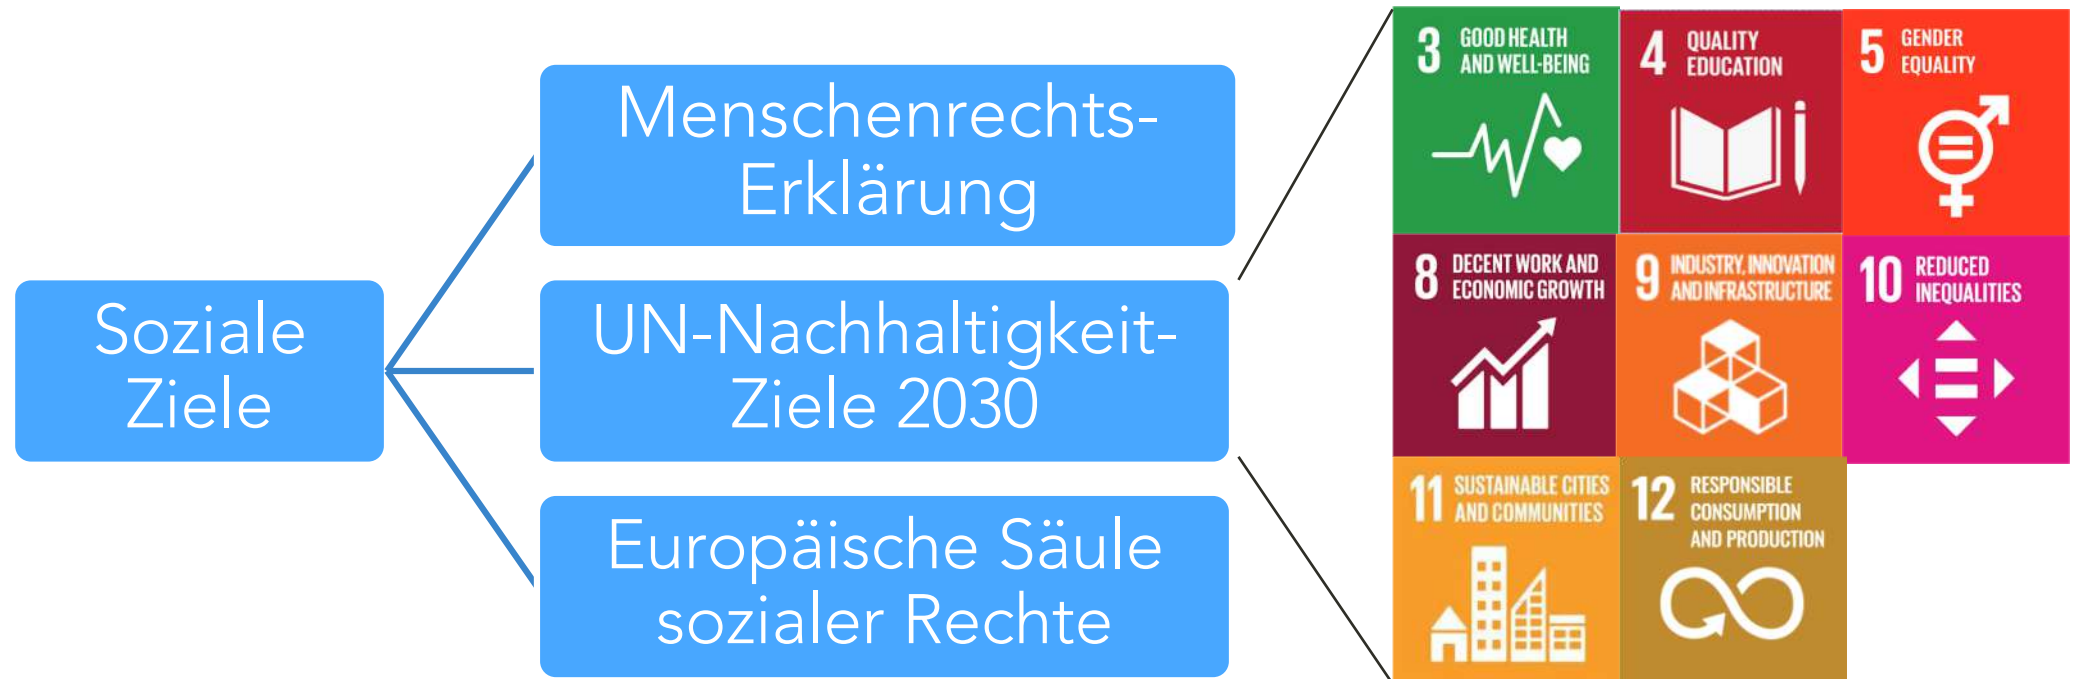 Soziale
Ziele
Menschenrechts-
Erklärung
UN-Nachhaltigkeit-
Ziele 2030
Europäische Säule
sozialer Rechte
3 GOOD HEALTH
AND WELL-BEING
4 QUALITY
EDUCATION
5 GENDER
EQUALITY
8 DECENT WORK AND
ECONOMIC GROWTH
9 INDUSTRY, INNOVATION
AND INFRASTRUCTURE
10 REDUCED
INEQUALITIES
11 SUSTAINABLE CITIES
AND COMMUNITIES
12 RESPONSIBLE
CONSUMPTION
AND PRODUCTION